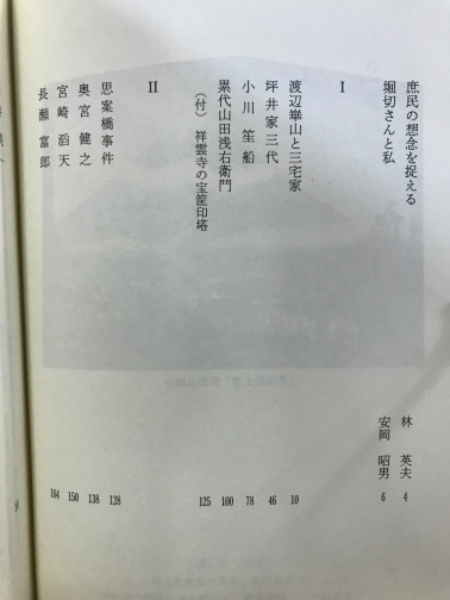 庶民の想念を捉える 林 英夫 4
堀切さんと私 安岡 昭男 6
I
渡辺崋山と三宅家 10
坪井家三代 46
小川笙船 78
累代山田浅右衛門 100
(付) 祥雲寺の宝篋印塔 125
II
思案橋事件 128
奥宮健之 138
宮崎滔天 150
長瀬富郎 164